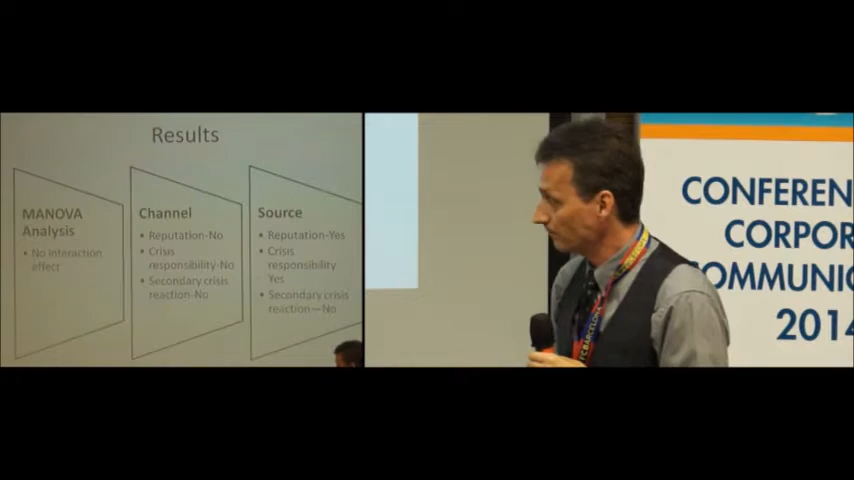 Results
MANOVA
Analysis
• No interaction
effect
Channel
• Reputation-No
• Crisis
responsibility-No
• Secondary crisis
reaction-No
Source
• Reputation-Yes
• Crisis
responsibility
Yes
• Secondary crisis
reaction—No
FCBARCELONA
CONFEREN
CORPOR
COMMUNIC
2014